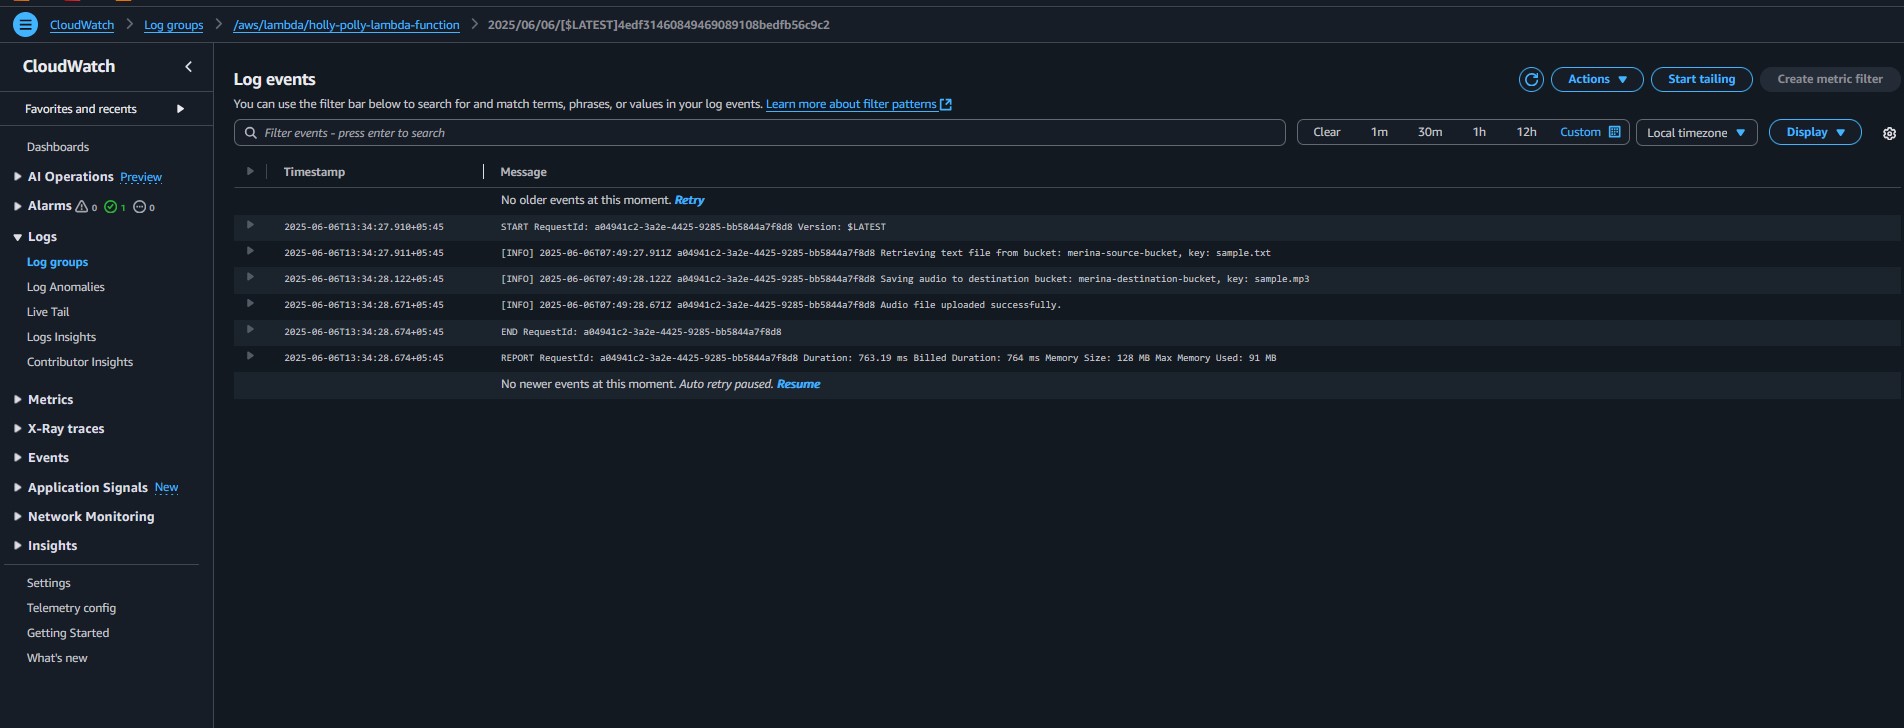 CloudWatch > Log groups > /aws/lambda/holly-polly-lambda-function > 2025/06/06/[$LATEST]4edf31460849469089108bedfb56c9c2
CloudWatch
Favorites and recents
Dashboards
AI Operations Preview
Alarms 0 1 0
Logs
Log groups
Log Anomalies
Live Tail
Logs Insights
Contributor Insights
Metrics
X-Ray traces
Events
Application Signals New
Network Monitoring
Insights
Settings
Telemetry config
Getting Started
What's new
Log events
Actions
Start tailing
Create metric filter
You can use the filter bar below to search for and match terms, phrases, or values in your log events. Learn more about filter patterns
Filter events - press enter to search
Clear 1m 30m 1h 12h Custom
Local timezone
Display
Timestamp Message
No older events at this moment. Retry
2025-06-06T13:34:27.910+05:45 START RequestId: a04941c2-3a2e-4425-9285-bb5844a7f8d8 Version: $LATEST
2025-06-06T13:34:27.911+05:45 [INFO] 2025-06-06T07:49:27.911Z a04941c2-3a2e-4425-9285-bb5844a7f8d8 Retrieving text file from bucket: merina-source-bucket, key: sample.txt
2025-06-06T13:34:28.122+05:45 [INFO] 2025-06-06T07:49:28.122Z a04941c2-3a2e-4425-9285-bb5844a7f8d8 Saving audio to destination bucket: merina-destination-bucket, key: sample.mp3
2025-06-06T13:34:28.671+05:45 [INFO] 2025-06-06T07:49:28.671Z a04941c2-3a2e-4425-9285-bb5844a7f8d8 Audio file uploaded successfully.
2025-06-06T13:34:28.674+05:45 END RequestId: a04941c2-3a2e-4425-9285-bb5844a7f8d8
2025-06-06T13:34:28.674+05:45 REPORT RequestId: a04941c2-3a2e-4425-9285-bb5844a7f8d8 Duration: 763.19 ms Billed Duration: 764 ms Memory Size: 128 MB Max Memory Used: 91 MB
No newer events at this moment. Auto retry paused. Resume